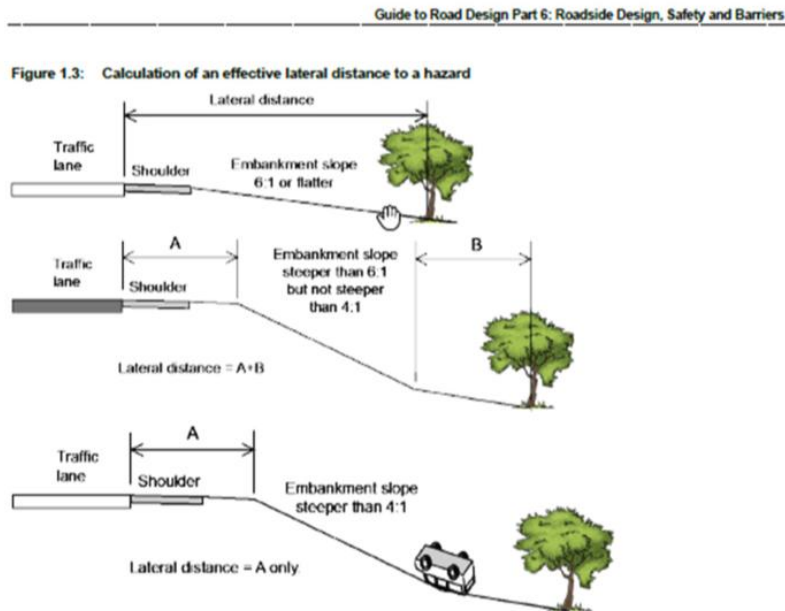 Guide to Road Design Part 6: Roadside Design, Safety and Barriers
Figure 1.3: Calculation of an effective lateral distance to a hazard
Lateral distance
Traffic
lane
Shoulder
Embankment slope
6:1 or flatter
A
B
Traffic
lane
Shoulder
Embankment slope
steeper than 6:1
but not steeper
than 4:1
Lateral distance = A+B
A
Traffic
lane
Shoulder
Embankment slope
steeper than 4:1
Lateral distance = A only.